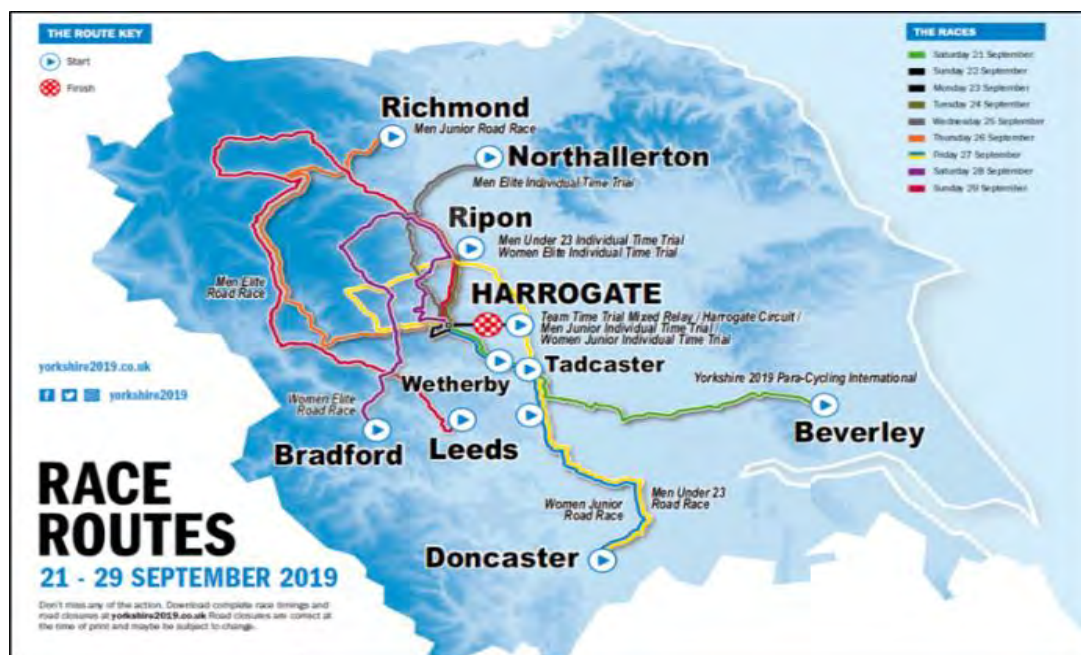 THE ROUTE KEY
Start
Finish
THE RACES
Saturday 21 September
Sunday 22 September
Monday 23 September
Tuesday 24 September
Wednesday 25 September
Thursday 26 September
Friday 27 September
Saturday 28 September
Sunday 29 September
Richmond
Men Junior Road Race
Northallerton
Men Elite Individual Time Trial
Ripon
Men Under 23 Individual Time Trial
Women Elite Individual Time Trial
Men Elite
Road Race
HARROGATE
Team Time Trial Mixed Relay / Harrogate Circuit /
Men Junior Individual Time Trial /
Women Junior Individual Time Trial
Tadcaster
Wetherby
Yorkshire 2019 Para-Cycling International
Beverley
Women Elite
Road Race
Bradford
Leeds
Women Junior
Road Race
Men Under 23
Road Race
Doncaster
yorkshire2019.co.uk
yorkshire2019
RACE
ROUTES
21 - 29 SEPTEMBER 2019
Don't miss any of the action. Download complete race timings and
road closures at yorkshire2019.co.uk Road closures are correct at
the time of print and maybe be subject to change.